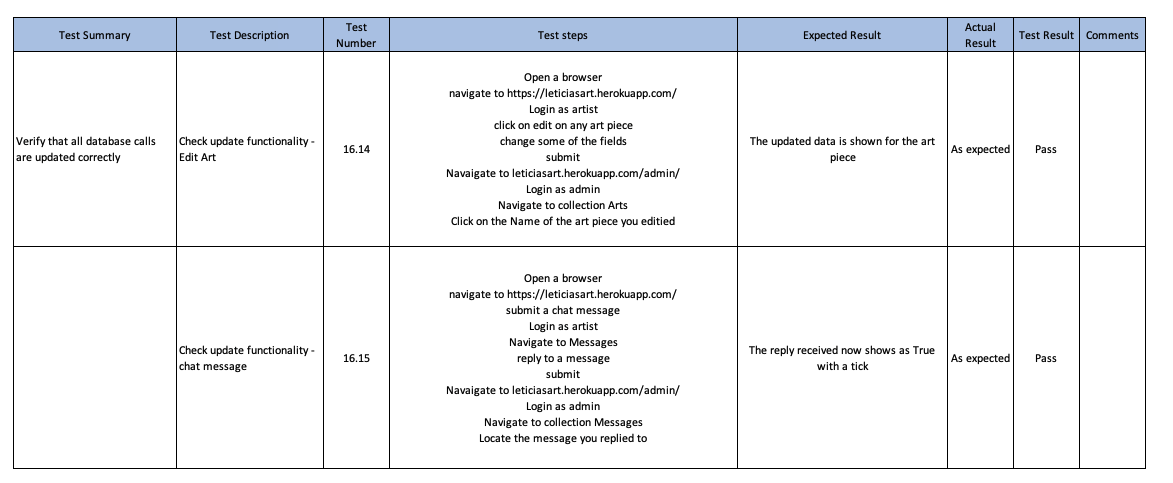 Test Summary
Test Description
Test
Number
Test steps
Expected Result
Actual
Result
Test Result
Comments
Verify that all database calls
are updated correctly
Check update functionality -
Edit Art
16.14
Open a browser
navigate to https://leticiasart.herokuapp.com/
Login as artist
click on edit on any art piece
change some of the fields
submit
Navaigate to leticiasart.herokuapp.com/admin/
Login as admin
Navigate to collection Arts
Click on the Name of the art piece you editied
The updated data is shown for the art
piece
As expected
Pass
Check update functionality -
chat message
16.15
Open a browser
navigate to https://leticiasart.herokuapp.com/
submit a chat message
Login as artist
Navigate to Messages
reply to a message
submit
Navaigate to leticiasart.herokuapp.com/admin/
Login as admin
Navigate to collection Messages
Locate the message you replied to
The reply received now shows as True
with a tick
As expected
Pass